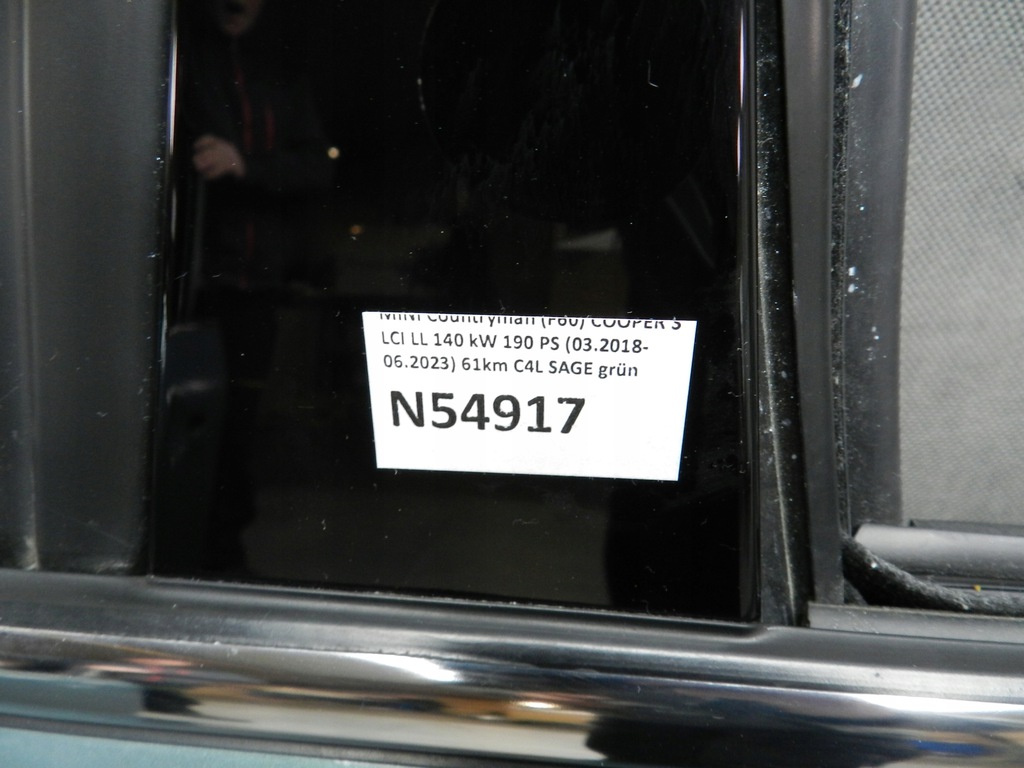 MINI Countryman (F60) COOPER S
LCI LL 140 kW 190 PS (03.2018-
06.2023) 61km C4L SAGE grün
N54917